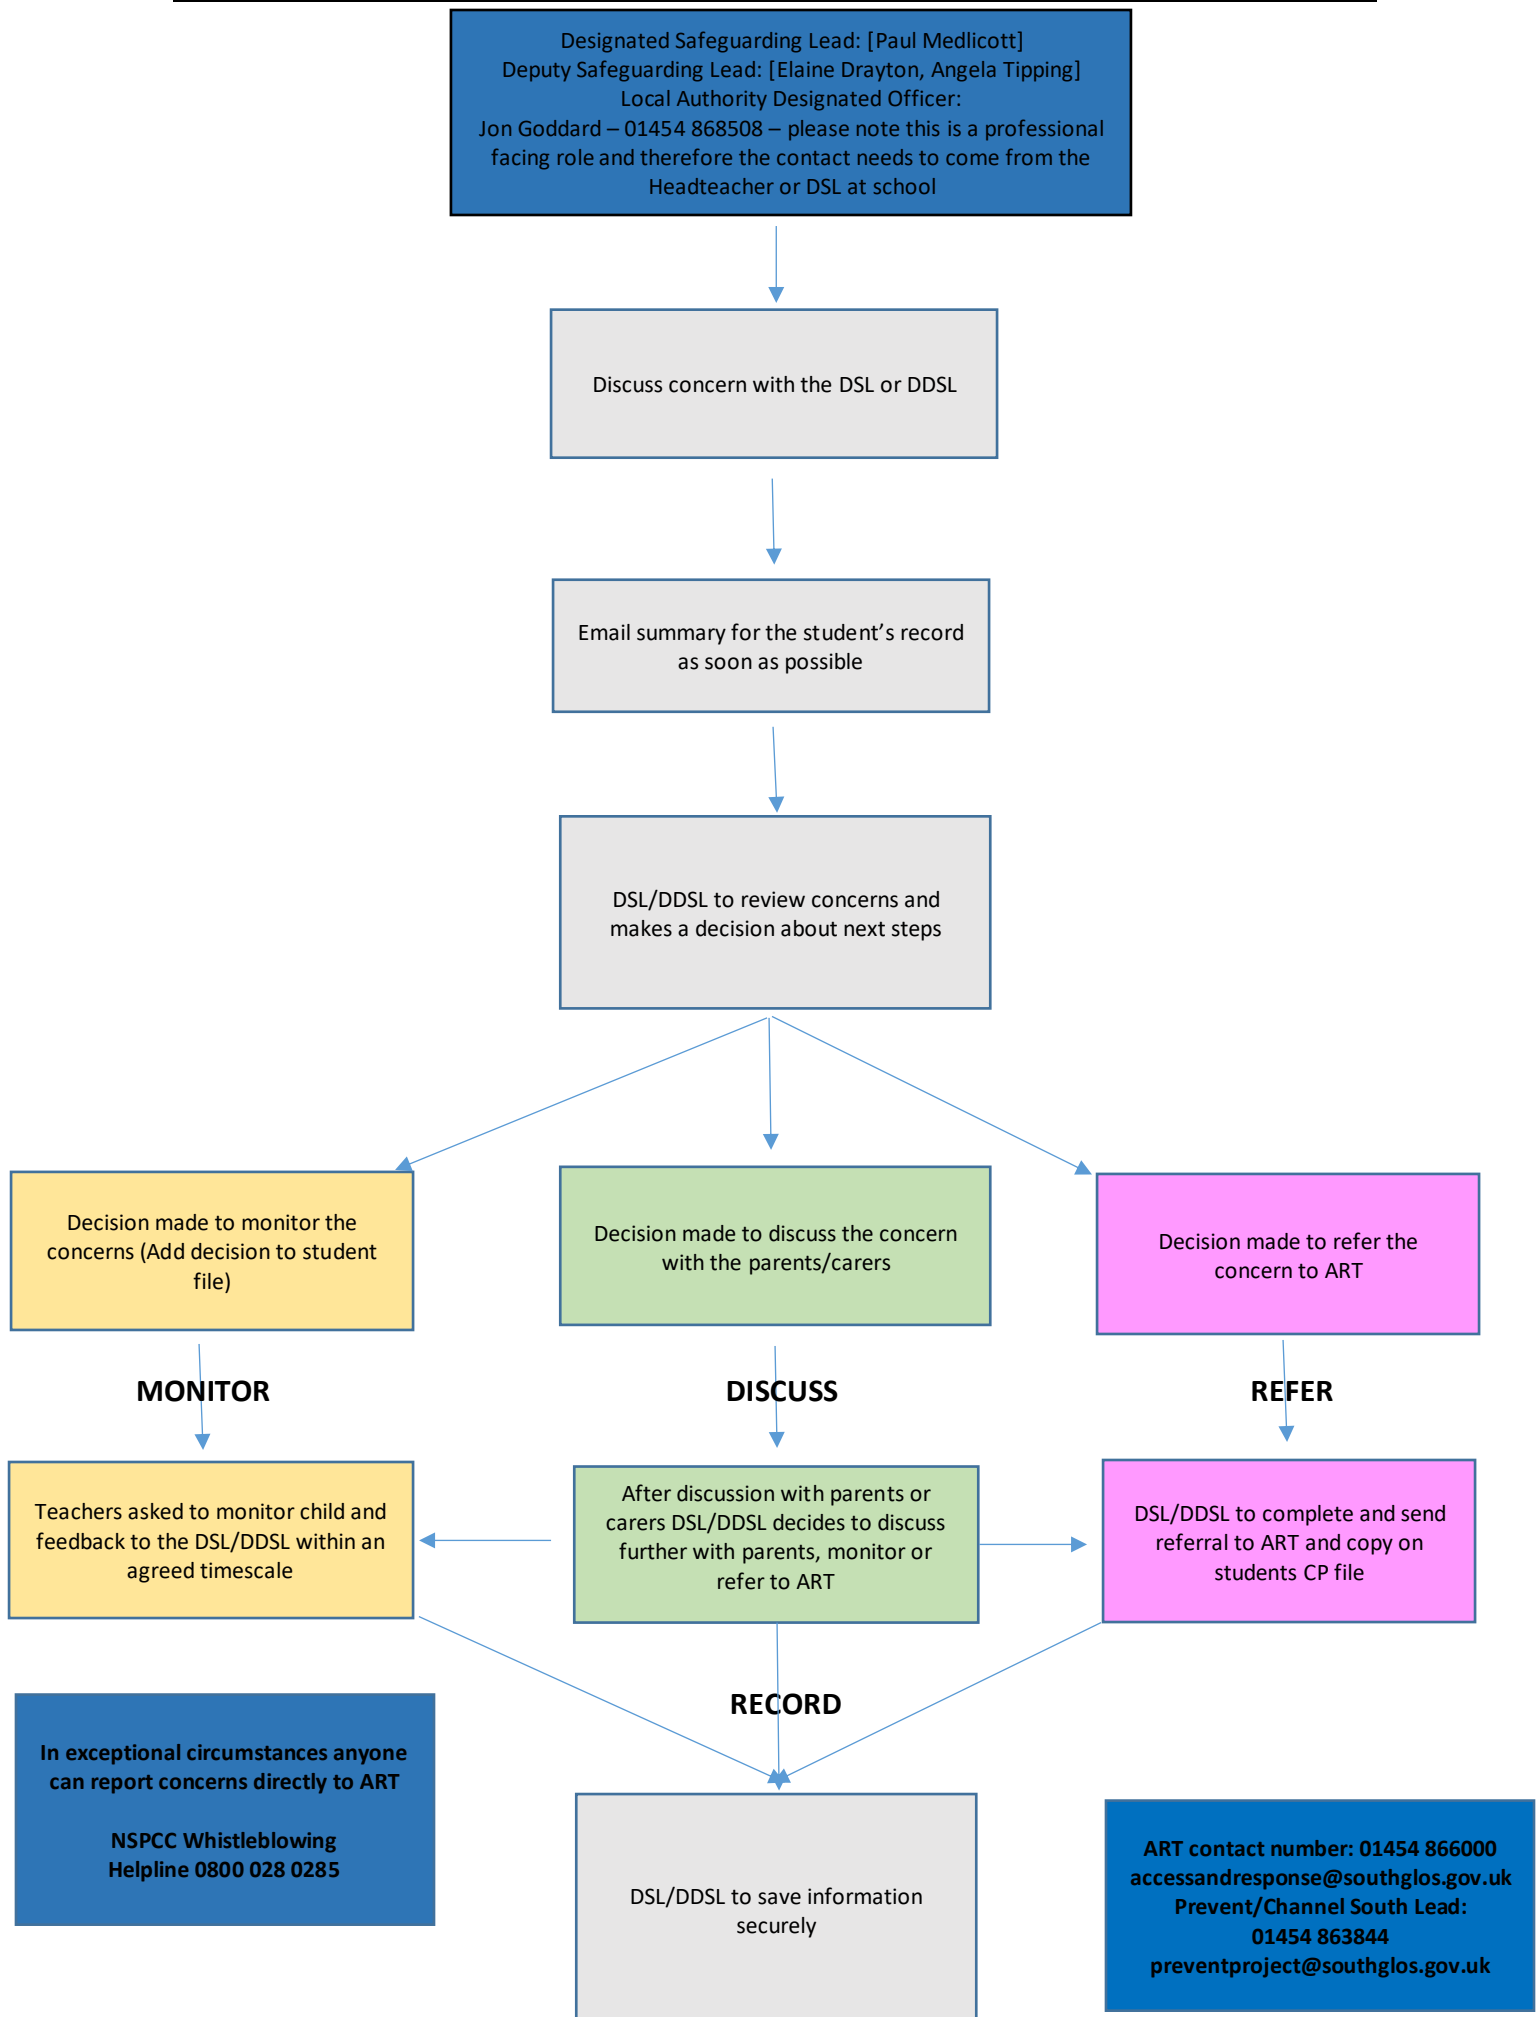 Designated Safeguarding Lead: [Paul Medlicott]
Deputy Safeguarding Lead: [Elaine Drayton, Angela Tipping]
Local Authority Designated Officer:
Jon Goddard – 01454 868508 – please note this is a professional
facing role and therefore the contact needs to come from the
Headteacher or DSL at school
Discuss concern with the DSL or DDSL
Email summary for the student’s record
as soon as possible
DSL/DDSL to review concerns and
makes a decision about next steps
Decision made to monitor the
concerns (Add decision to student
file)
Decision made to discuss the concern
with the parents/carers
Decision made to refer the
concern to ART
MONITOR
DISCUSS
REFER
Teachers asked to monitor child and
feedback to the DSL/DDSL within an
agreed timescale
After discussion with parents or
carers DSL/DDSL decides to discuss
further with parents, monitor or
refer to ART
DSL/DDSL to complete and send
referral to ART and copy on
students CP file
RECORD
In exceptional circumstances anyone
can report concerns directly to ART
NSPCC Whistleblowing
Helpline 0800 028 0285
DSL/DDSL to save information
securely
ART contact number: 01454 866000
accessandresponse@southglos.gov.uk
Prevent/Channel South Lead:
01454 863844
preventproject@southglos.gov.uk